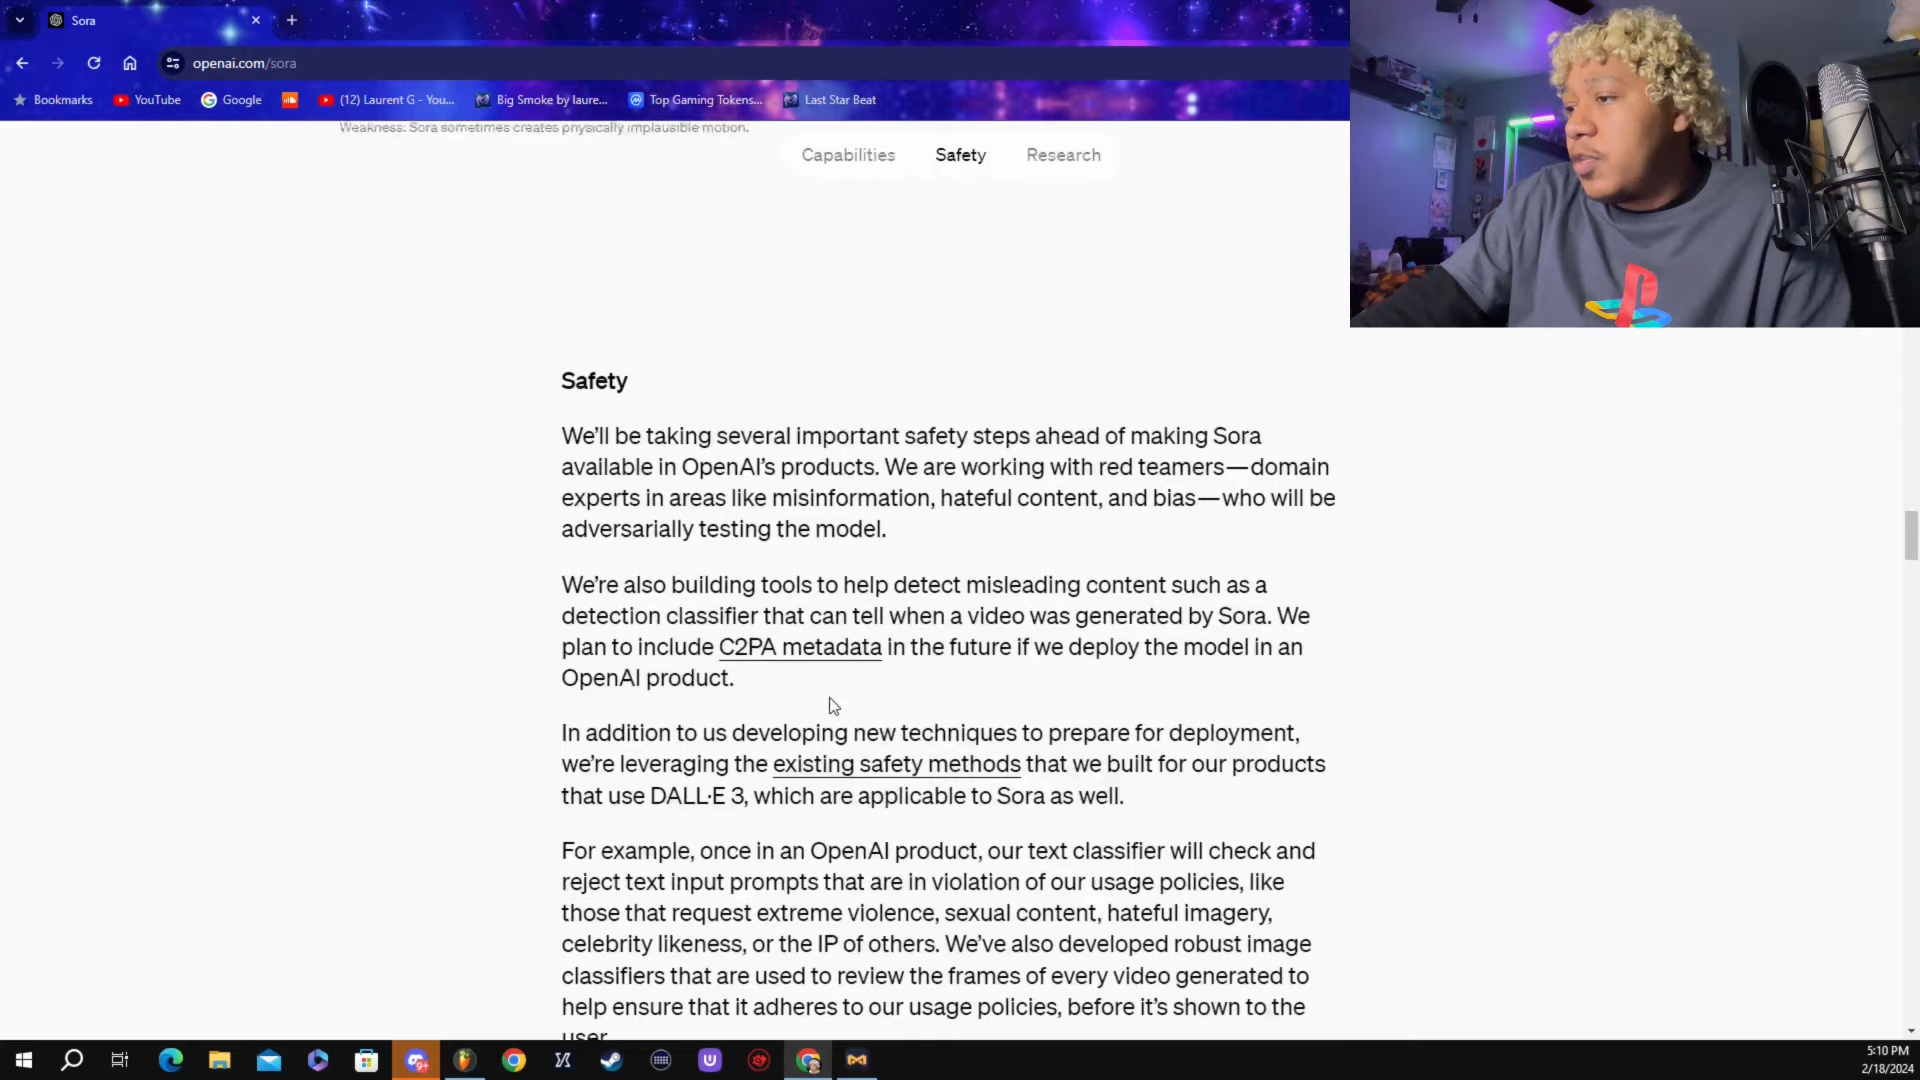 Sora
openai.com/sora
Bookmarks YouTube Google (12) Laurent G - You... Big Smoke by laure... Top Gaming Tokens... Last Star Beat
Weakness: Sora sometimes creates physically implausible motion.
Capabilities Safety Research
Safety
We’ll be taking several important safety steps ahead of making Sora
available in OpenAI’s products. We are working with red teamers—domain
experts in areas like misinformation, hateful content, and bias—who will be
adversarially testing the model.
We’re also building tools to help detect misleading content such as a
detection classifier that can tell when a video was generated by Sora. We
plan to include C2PA metadata in the future if we deploy the model in an
OpenAI product.
In addition to us developing new techniques to prepare for deployment,
we’re leveraging the existing safety methods that we built for our products
that use DALL·E 3, which are applicable to Sora as well.
For example, once in an OpenAI product, our text classifier will check and
reject text input prompts that are in violation of our usage policies, like
those that request extreme violence, sexual content, hateful imagery,
celebrity likeness, or the IP of others. We’ve also developed robust image
classifiers that are used to review the frames of every video generated to
help ensure that it adheres to our usage policies, before it’s shown to the
user.
9+
5:10 PM
2/18/2024